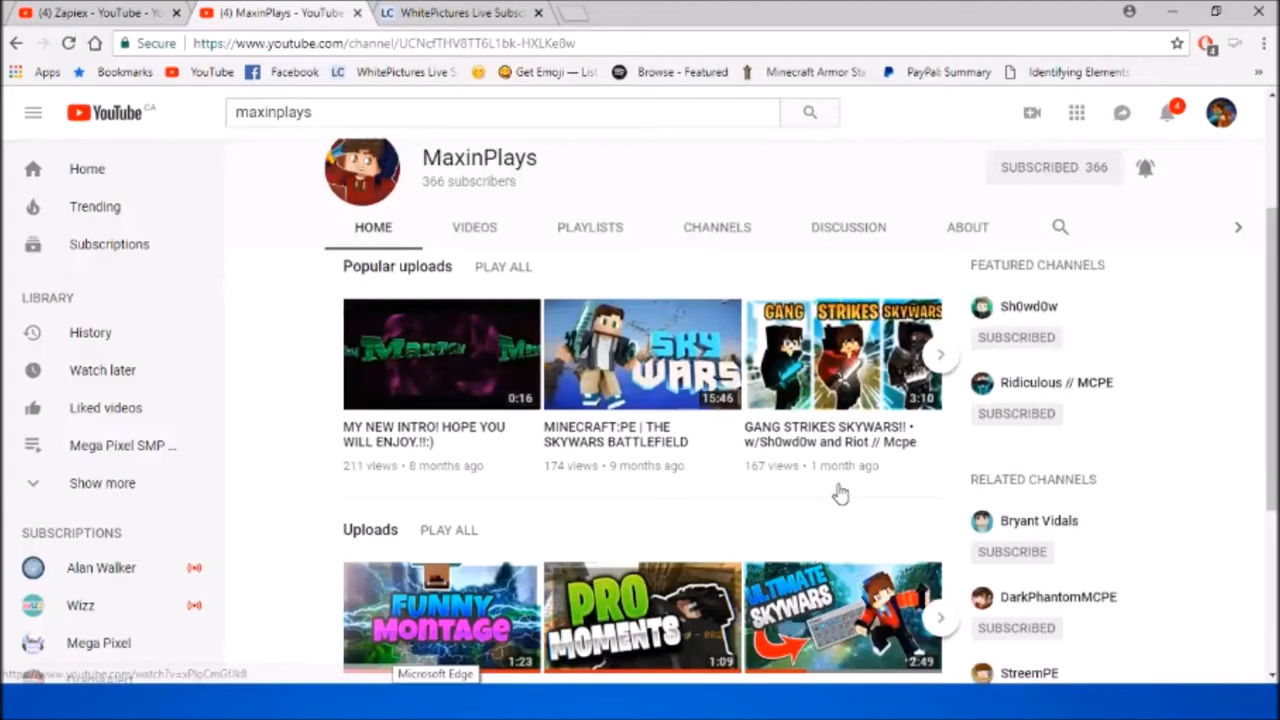 (4) Zapiex - YouTube - Yo
(4) MaxinPlays - YouTube -
LC WhitePictures Live Subsc
Secure https://www.youtube.com/channel/UCNcfTHV8TT6L1bk-HXLKe8w
Apps Bookmarks YouTube Facebook LC WhitePictures Live S Get Emoji — List Browse - Featured Minecraft Armor Sta PayPal: Summary Identifying Elements »
YouTube CA
maxinplays
4
Home
Trending
Subscriptions
LIBRARY
History
Watch later
Liked videos
Mega Pixel SMP ...
Show more
SUBSCRIPTIONS
Alan Walker
Wizz
Mega Pixel
MaxinPlays
366 subscribers
SUBSCRIBED 366
HOME VIDEOS PLAYLISTS CHANNELS DISCUSSION ABOUT
Popular uploads PLAY ALL
0:16
SKY
WARS
15:46
GANG STRIKES SKYWARS
3:10
MY NEW INTRO! HOPE YOU
WILL ENJOY.!!:)
211 views • 8 months ago
MINECRAFT:PE | THE
SKYWARS BATTLEFIELD
174 views • 9 months ago
GANG STRIKES SKYWARS!! •
w/Sh0wd0w and Riot // Mcpe
167 views • 1 month ago
Uploads PLAY ALL
FUNNY
MONTAGE
1:23
PRO
MOMENTS
1:09
ULTIMATE
SKYWARS
2:49
FEATURED CHANNELS
Sh0wd0w
SUBSCRIBED
Ridiculous // MCPE
SUBSCRIBED
RELATED CHANNELS
Bryant Vidals
SUBSCRIBE
DarkPhantomMCPE
SUBSCRIBED
StreemPE
Microsoft Edge